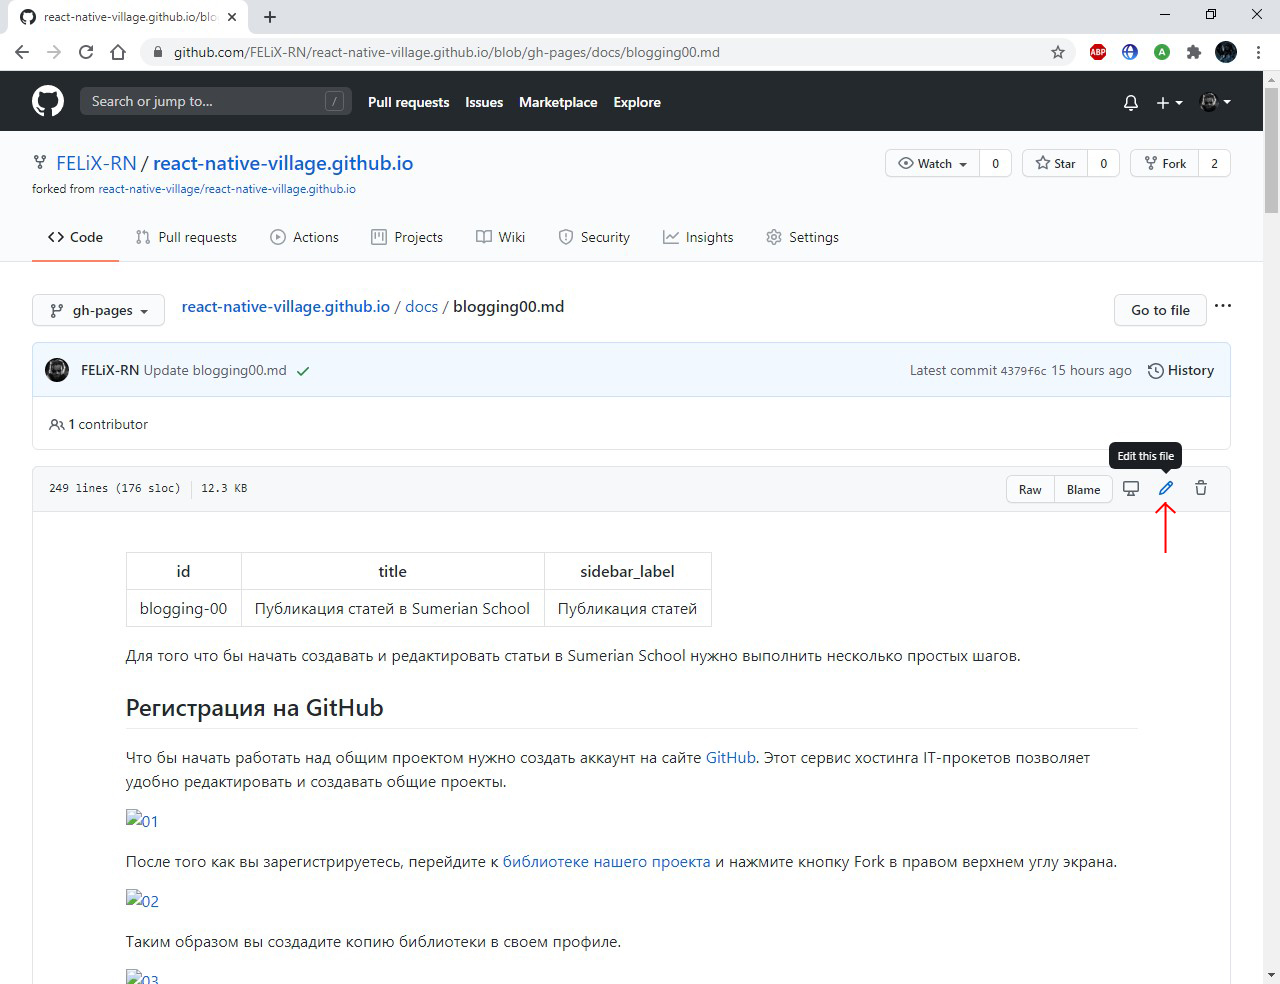 react-native-village.github.io/blo
github.com/FELiX-RN/react-native-village.github.io/blob/gh-pages/docs/blogging00.md
ABP
A
Search or jump to...
/
Pull requests
Issues
Marketplace
Explore
FELiX-RN / react-native-village.github.io
Watch
0
Star
0
Fork
2
forked from react-native-village/react-native-village.github.io
Code
Pull requests
Actions
Projects
Wiki
Security
Insights
Settings
gh-pages
react-native-village.github.io / docs / blogging00.md
Go to file
FELiX-RN Update blogging00.md
Latest commit 4379f6c 15 hours ago
History
1 contributor
Edit this file
249 lines (176 sloc)
12.3 KB
Raw
Blame
id
title
sidebar_label
blogging-00
Публикация статей в Sumerian School
Публикация статей
Для того что бы начать создавать и редактировать статьи в Sumerian School нужно выполнить несколько простых шагов.
Регистрация на GitHub
Что бы начать работать над общим проектом нужно создать аккаунт на сайте GitHub. Этот сервис хостинга IT-прокетов позволяет
удобно редактировать и создавать общие проекты.
01
После того как вы зарегистрируетесь, перейдите к библиотеке нашего проекта и нажмите кнопку Fork в правом верхнем углу экрана.
02
Таким образом вы создадите копию библиотеки в своем профиле.
03